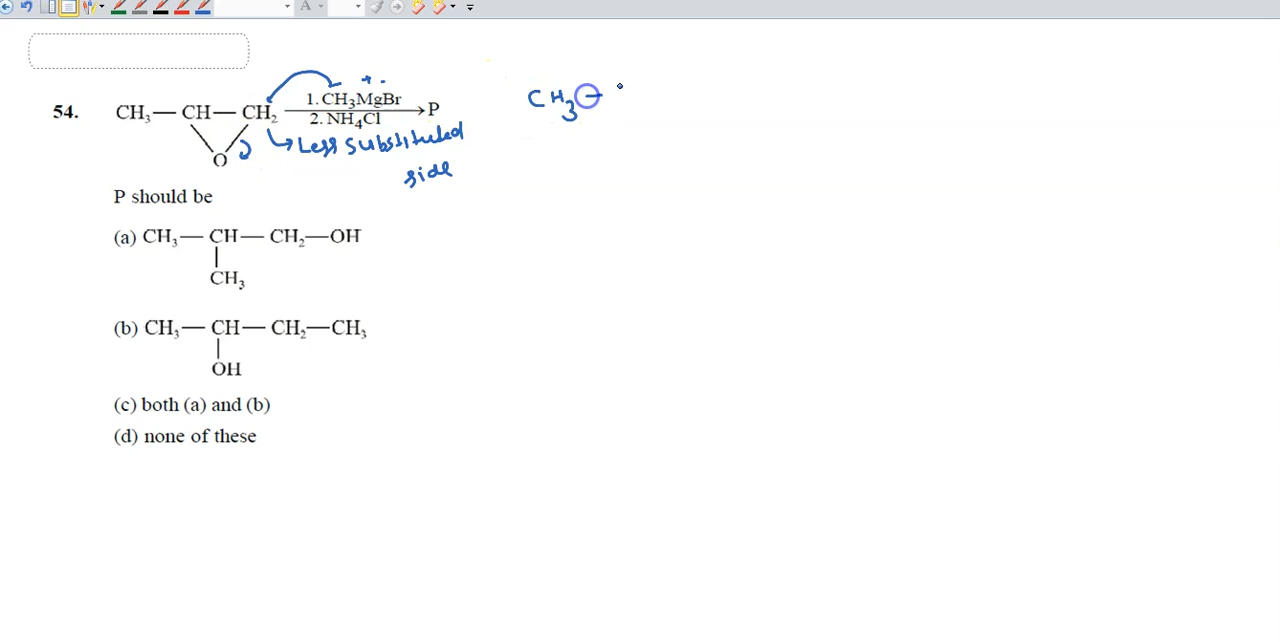 54. CH₃—CH—CH₂ 1. CH₃MgBr 2. NH₄Cl → P
O
+ -
CH₃⊖
Less substituted
side
P should be
(a) CH₃—CH—CH₂—OH
CH₃
(b) CH₃—CH—CH₂—CH₃
OH
(c) both (a) and (b)
(d) none of these